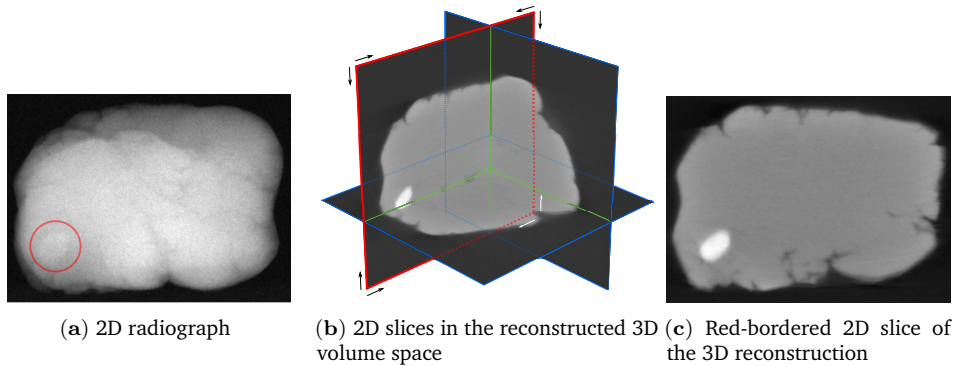 (a) 2D radiograph
(b) 2D slices in the reconstructed 3D
volume space
(c) Red-bordered 2D slice of
the 3D reconstruction